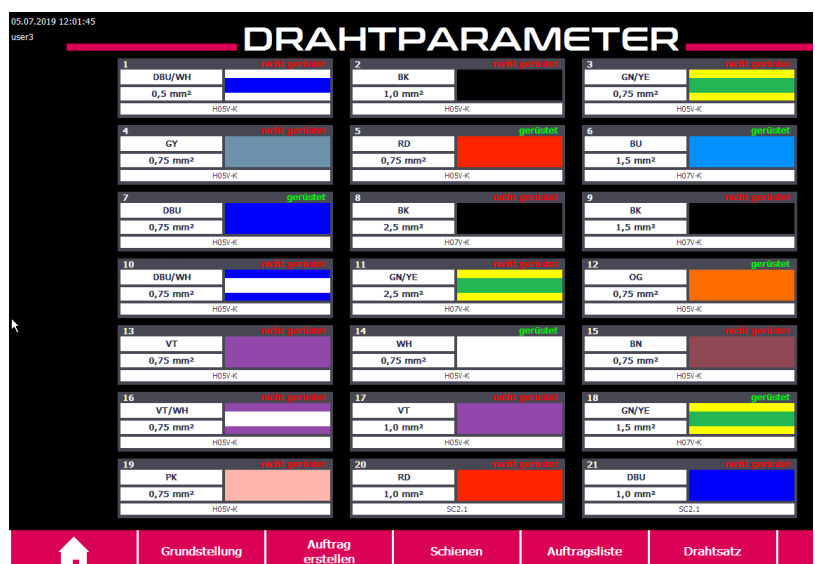 05.07.2019 12:01:45
user3
DRAHTPARAMETER
1 nicht gerüstet
DBU/WH
0,5 mm²
H05V-K
2 nicht gerüstet
BK
1,0 mm²
H05V-K
3 nicht gerüstet
GN/YE
0,75 mm²
H05V-K
4 nicht gerüstet
GY
0,75 mm²
H05V-K
5 gerüstet
RD
0,75 mm²
H05V-K
6 gerüstet
BU
1,5 mm²
H07V-K
7 gerüstet
DBU
0,75 mm²
H05V-K
8 nicht gerüstet
BK
2,5 mm²
H07V-K
9 nicht gerüstet
BK
1,5 mm²
H07V-K
10 nicht gerüstet
DBU/WH
0,75 mm²
H05V-K
11 nicht gerüstet
GN/YE
2,5 mm²
H07V-K
12 gerüstet
OG
0,75 mm²
H05V-K
13 nicht gerüstet
VT
0,75 mm²
H05V-K
14 gerüstet
WH
0,75 mm²
H05V-K
15 nicht gerüstet
BN
0,75 mm²
H05V-K
16 nicht gerüstet
VT/WH
0,75 mm²
H05V-K
17 nicht gerüstet
VT
1,0 mm²
H05V-K
18 gerüstet
GN/YE
1,5 mm²
H07V-K
19 nicht gerüstet
PK
0,75 mm²
H05V-K
20 nicht gerüstet
RD
1,0 mm²
SC2.1
21 nicht gerüstet
DBU
1,0 mm²
SC2.1
Grundstellung
Auftrag
erstellen
Schienen
Auftragsliste
Drahtsatz